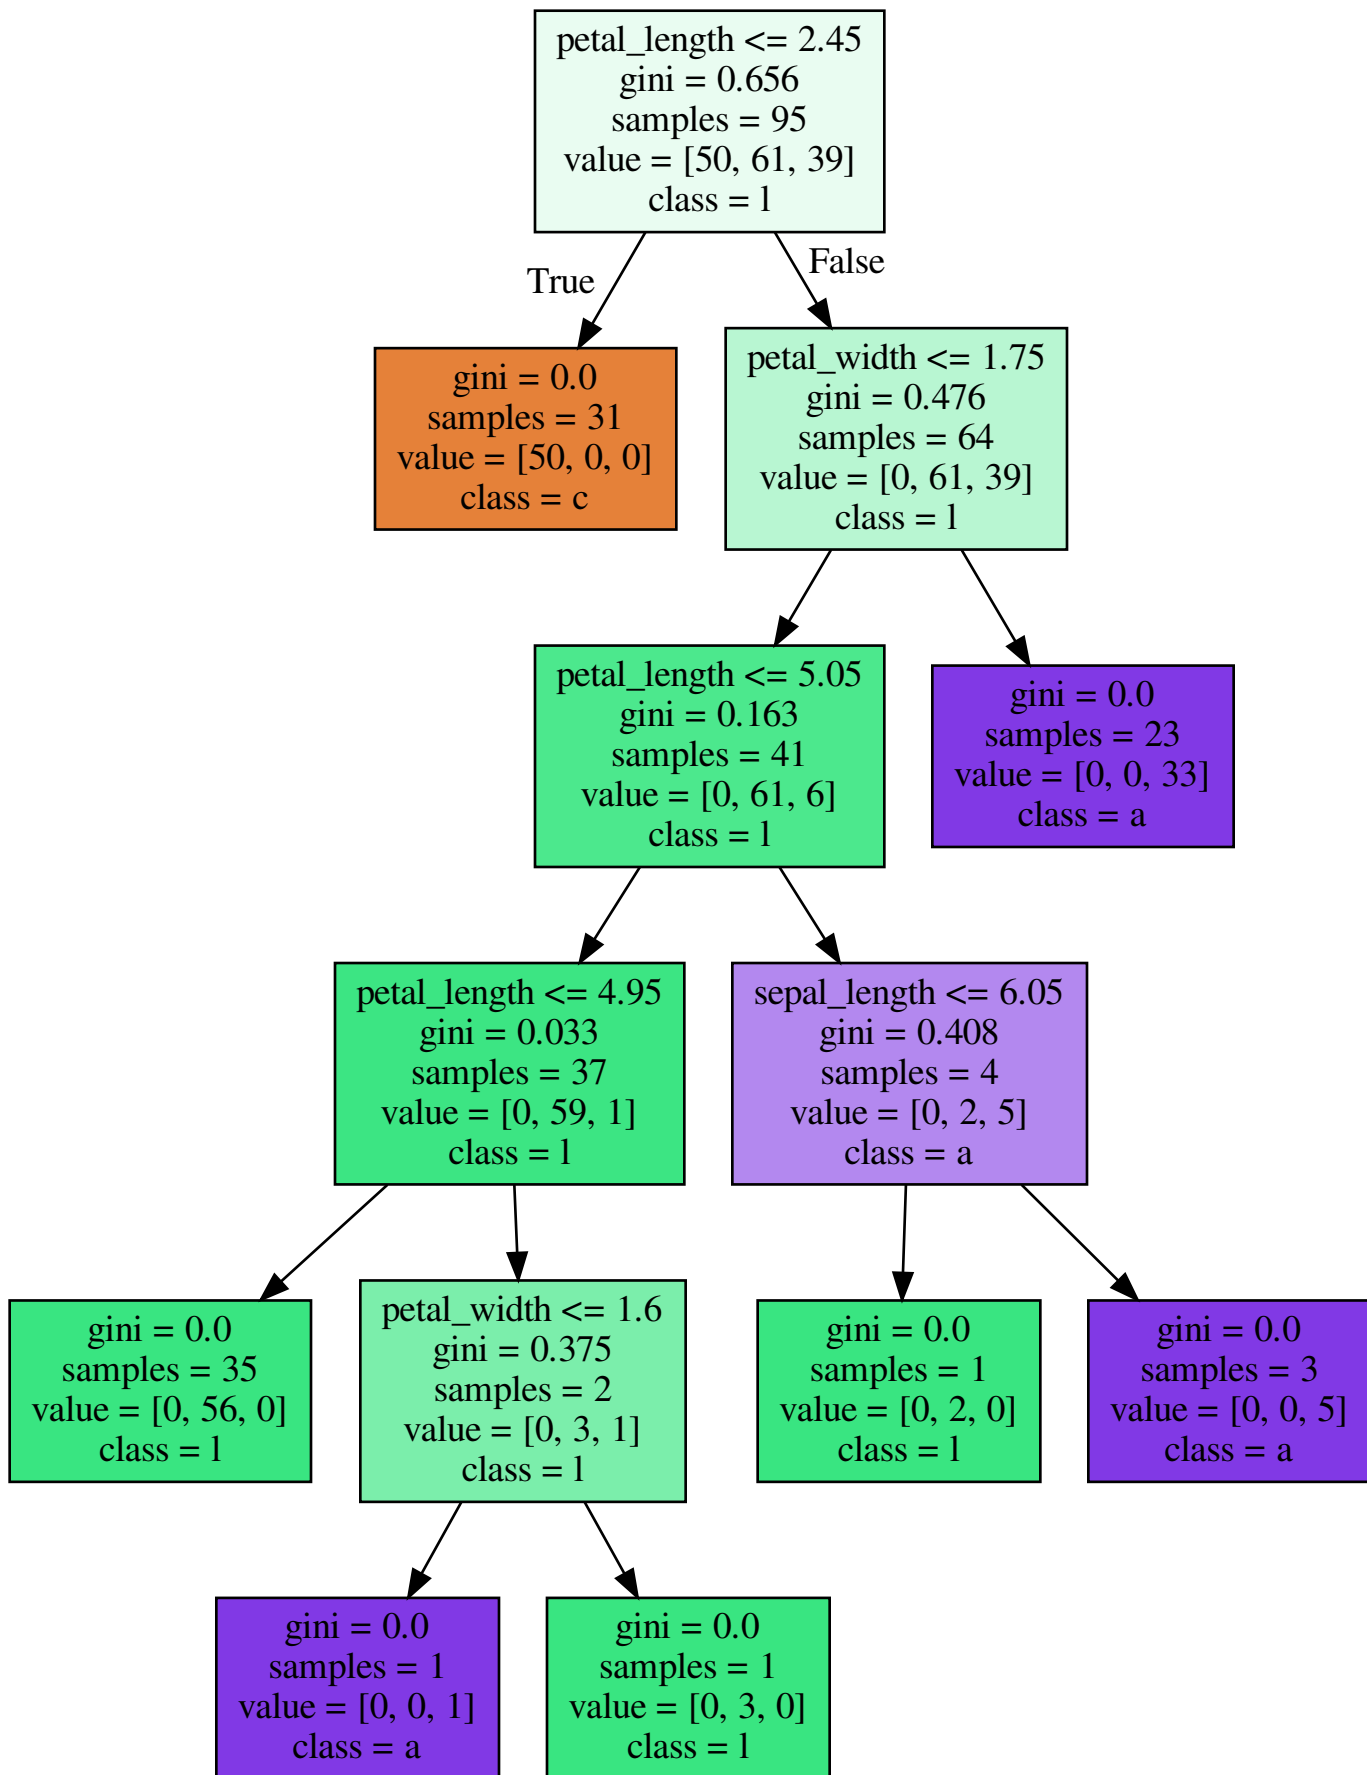 petal_length <= 2.45
gini = 0.656
samples = 95
value = [50, 61, 39]
class = l
True
False
gini = 0.0
samples = 31
value = [50, 0, 0]
class = c
petal_width <= 1.75
gini = 0.476
samples = 64
value = [0, 61, 39]
class = l
petal_length <= 5.05
gini = 0.163
samples = 41
value = [0, 61, 6]
class = l
gini = 0.0
samples = 23
value = [0, 0, 33]
class = a
petal_length <= 4.95
gini = 0.033
samples = 37
value = [0, 59, 1]
class = l
sepal_length <= 6.05
gini = 0.408
samples = 4
value = [0, 2, 5]
class = a
gini = 0.0
samples = 35
value = [0, 56, 0]
class = l
petal_width <= 1.6
gini = 0.375
samples = 2
value = [0, 3, 1]
class = l
gini = 0.0
samples = 1
value = [0, 2, 0]
class = l
gini = 0.0
samples = 3
value = [0, 0, 5]
class = a
gini = 0.0
samples = 1
value = [0, 0, 1]
class = a
gini = 0.0
samples = 1
value = [0, 3, 0]
class = l